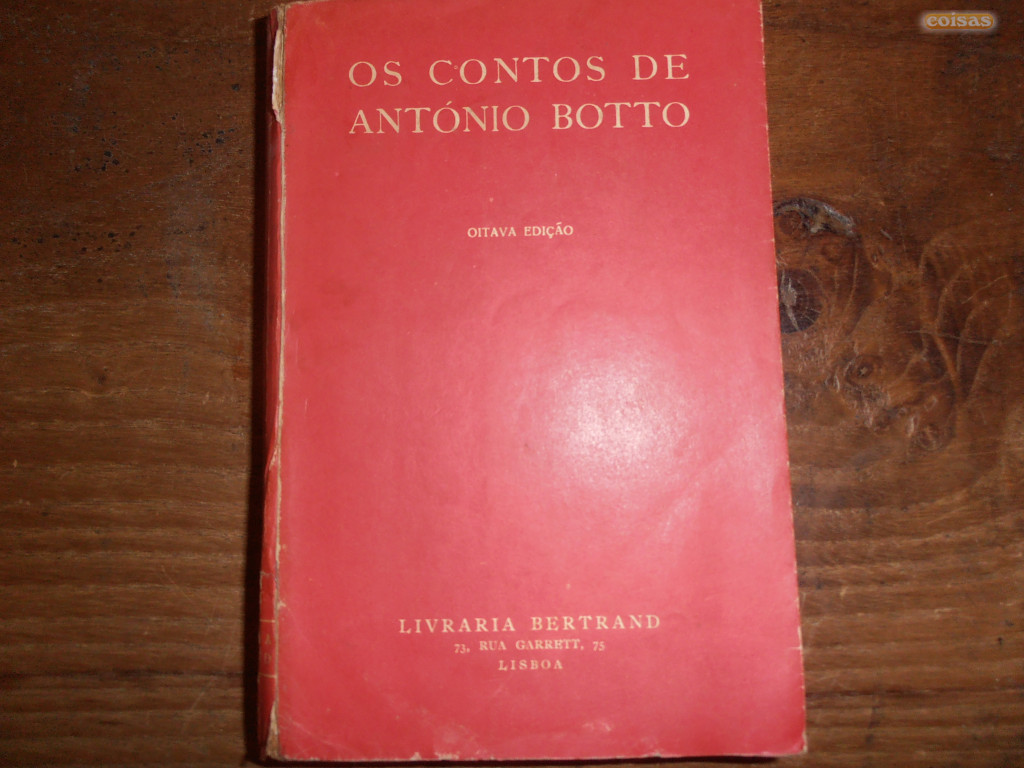 coisas
OS CONTOS DE
ANTÓNIO BOTTO
OITAVA EDIÇÃO
LIVRARIA BERTRAND
73, RUA GARRETT, 75
LISBOA